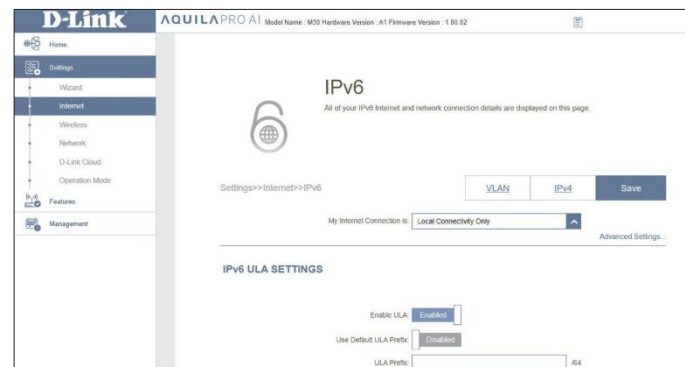 D-Link
AQUILA PRO AI Model Name : M30 Hardware Version : A1 Firmware Version : 1.00.02
Home
Settings
Wizard
Internet
Wireless
Network
D-Link Cloud
Operation Mode
Features
Management
IPv6
All of your IPv6 Internet and network connection details are displayed on this page.
Settings>>Internet>>IPv6
VLAN
IPv4
Save
My Internet Connection is: Local Connectivity Only
Advanced Settings...
IPv6 ULA SETTINGS
Enable ULA: Enabled
Use Default ULA Prefix: Disabled
ULA Prefix: /64